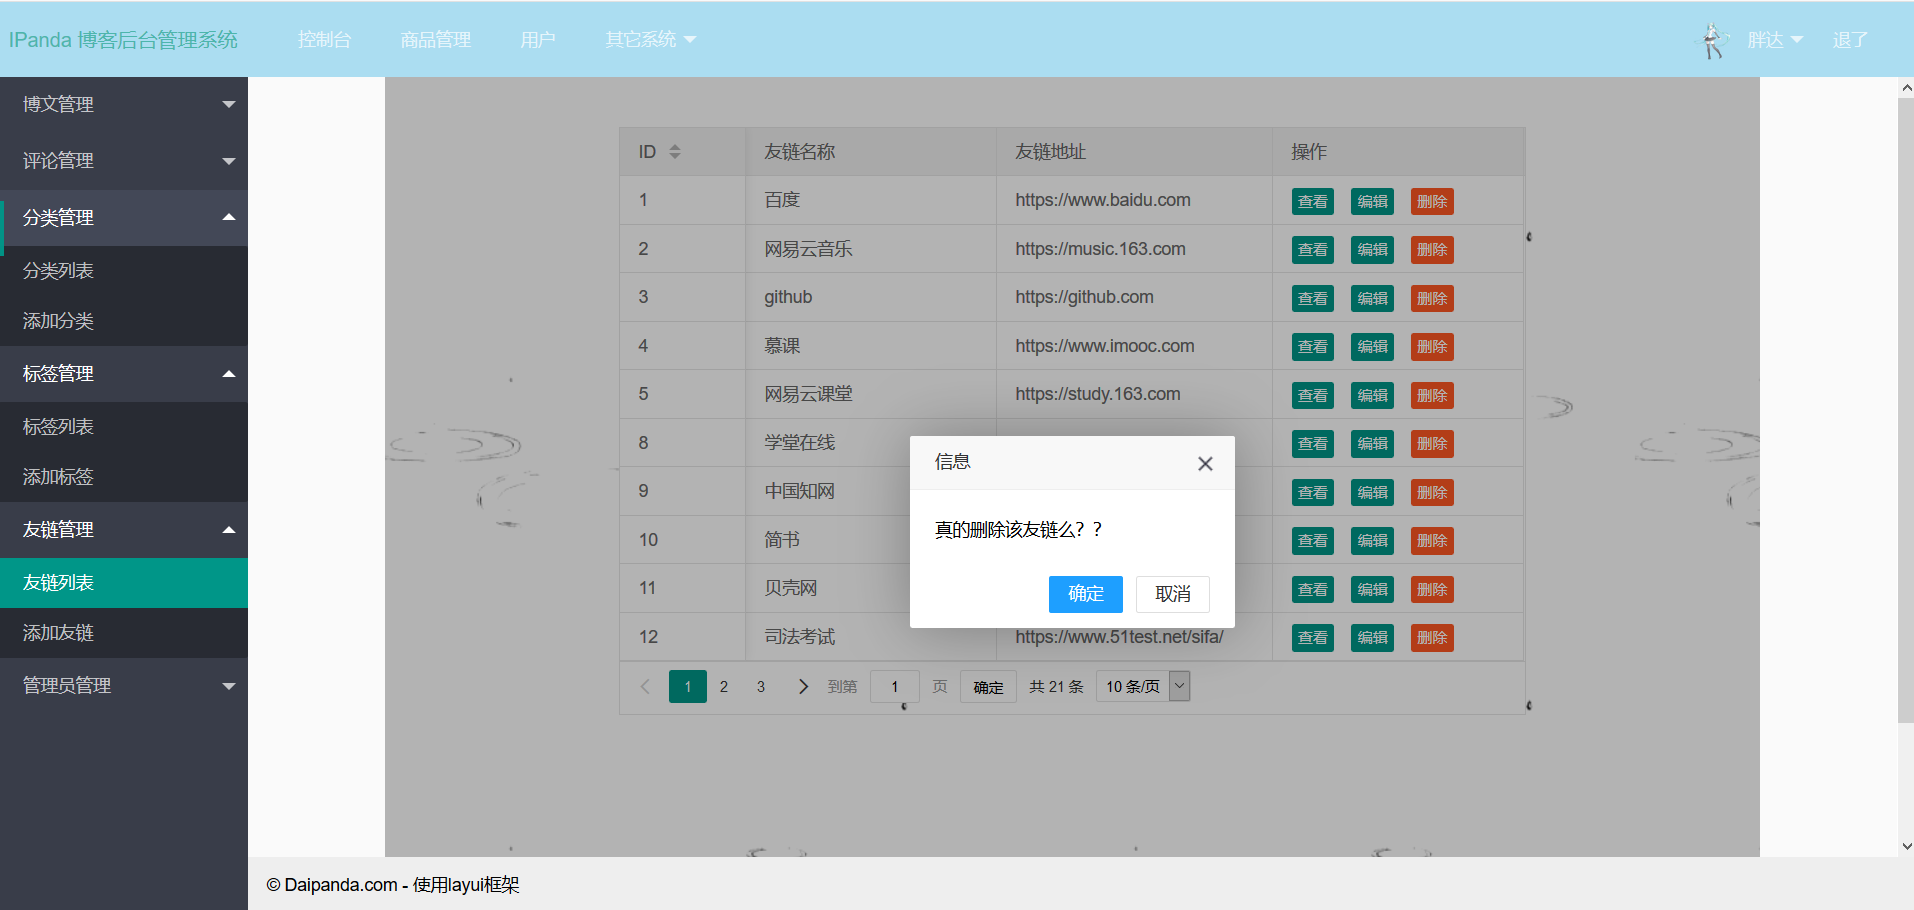 IPanda 博客后台管理系统 控制台 商品管理 用户 其它系统 胖达 退了
博文管理
评论管理
分类管理
分类列表
添加分类
标签管理
标签列表
添加标签
友链管理
友链列表
添加友链
管理员管理
ID 友链名称 友链地址 操作
1 百度 https://www.baidu.com 查看 编辑 删除
2 网易云音乐 https://music.163.com 查看 编辑 删除
3 github https://github.com 查看 编辑 删除
4 慕课 https://www.imooc.com 查看 编辑 删除
5 网易云课堂 https://study.163.com 查看 编辑 删除
8 学堂在线 查看 编辑 删除
9 中国知网 查看 编辑 删除
10 简书 查看 编辑 删除
11 贝壳网 查看 编辑 删除
12 司法考试 https://www.51test.net/sifa/ 查看 编辑 删除
1 2 3 到第 1 页 确定 共 21 条 10 条/页
信息
真的删除该友链么？？
确定 取消
© Daipanda.com - 使用layui框架